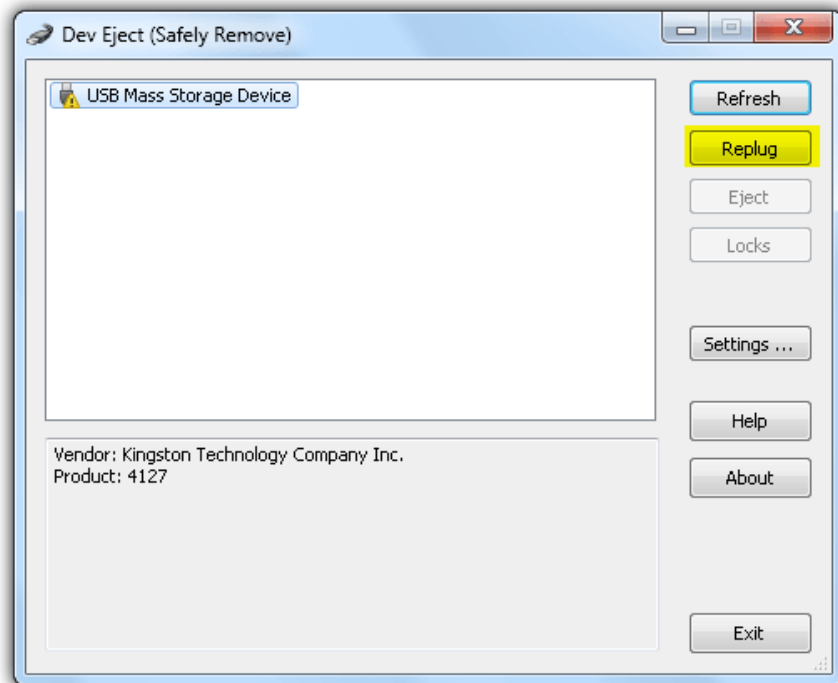 Dev Eject (Safely Remove)
USB Mass Storage Device
Refresh
Replug
Eject
Locks
Settings ...
Help
Vendor: Kingston Technology Company Inc.
Product: 4127
About
Exit